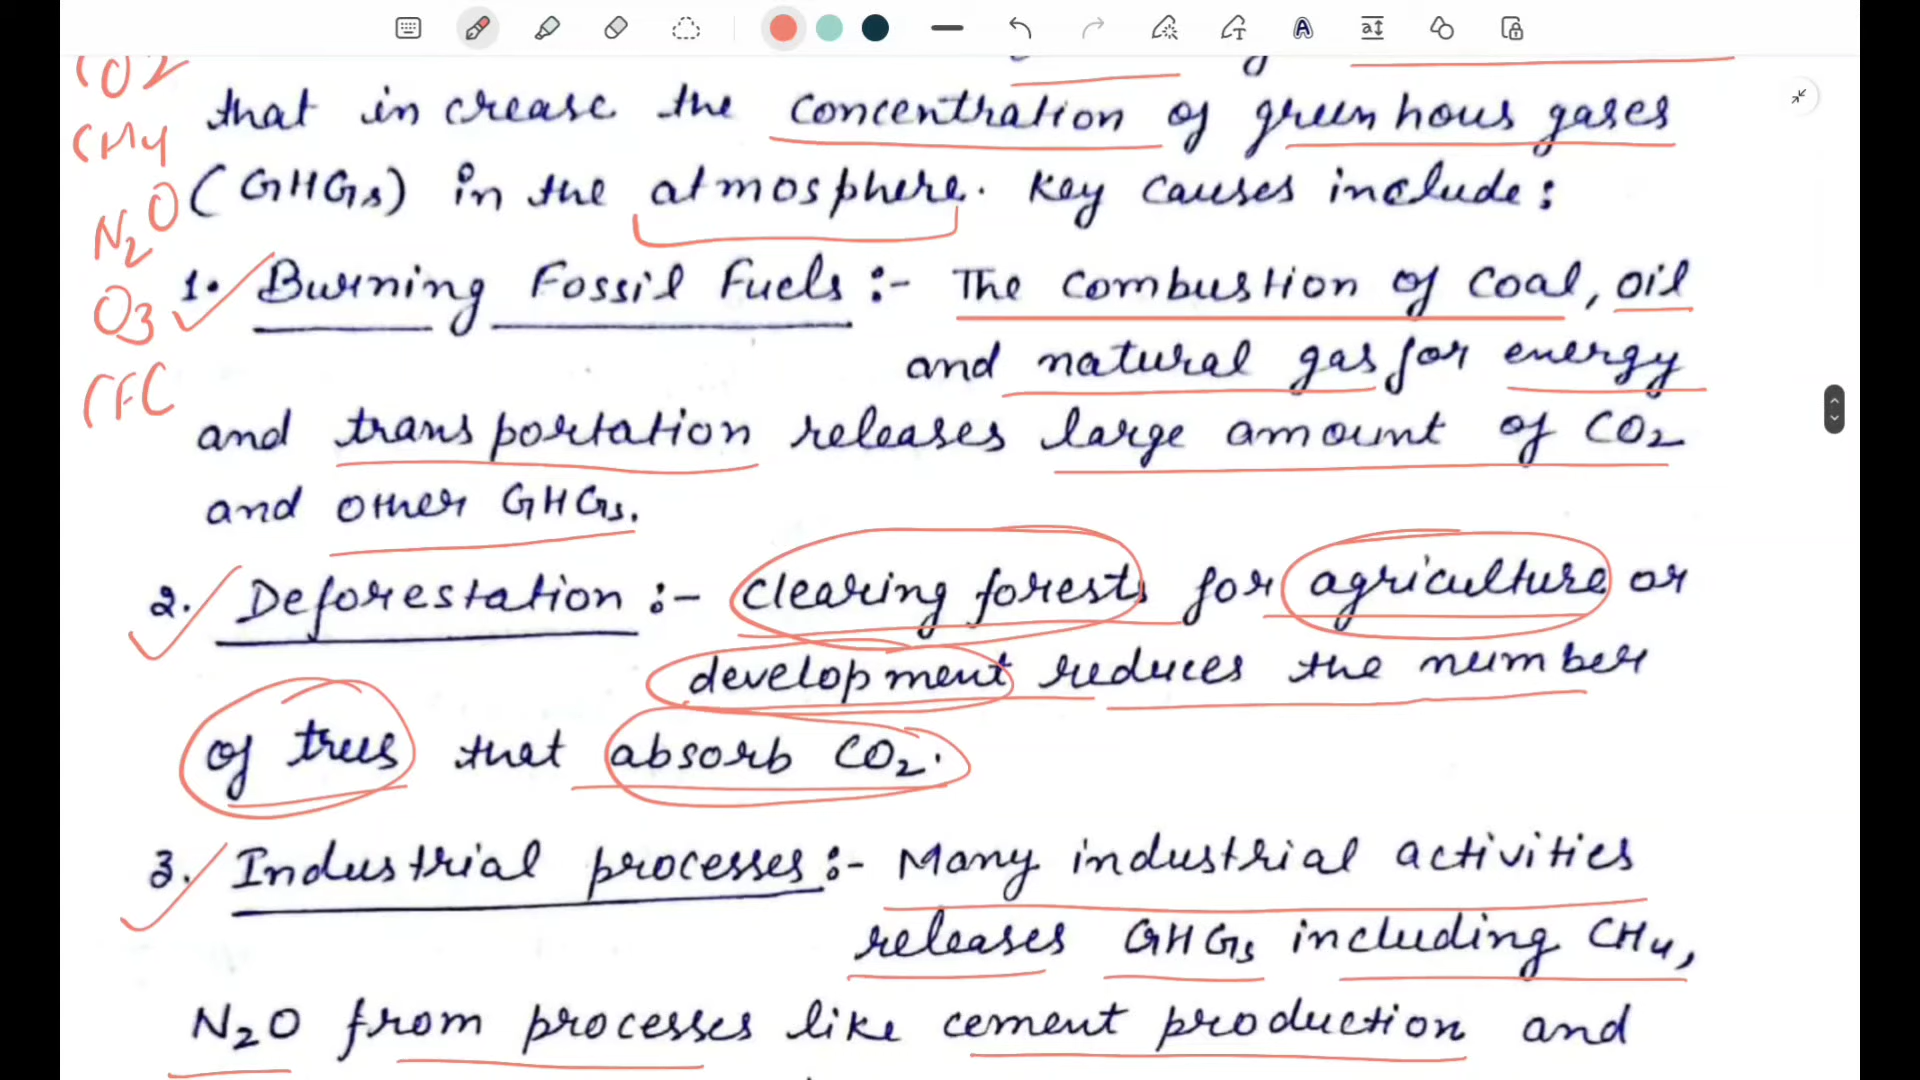 CO2
that increase the concentration of greenhous gases
CH4
(GHGs) in the atmosphere. Key causes include:
N2O
1. Burning Fossil Fuels :- The combustion of coal, oil
O3
and natural gas for energy
CFC
and transportation releases large amount of CO2
and other GHGs.
2. Deforestation :- clearing forests for agriculture or
development reduces the number
of trees that absorb CO2.
3. Industrial processes :- Many industrial activities
releases GHGs including CH4,
N2O from processes like cement production and